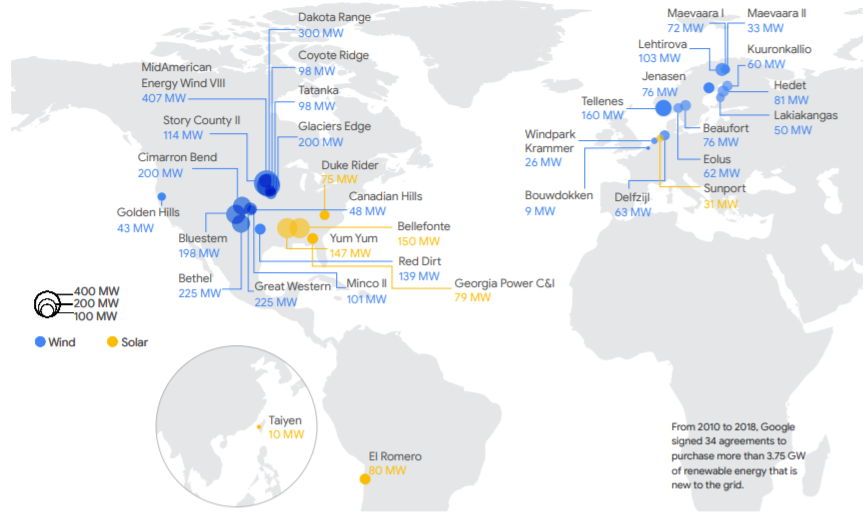 Dakota Range
300 MW
Coyote Ridge
98 MW
MidAmerican
Energy Wind VIII
407 MW
Tatanka
98 MW
Story County II
114 MW
Glaciers Edge
200 MW
Cimarron Bend
200 MW
Duke Rider
75 MW
Canadian Hills
48 MW
Golden Hills
43 MW
Bellefonte
150 MW
Bluestem
198 MW
Yum Yum
147 MW
Red Dirt
139 MW
Bethel
225 MW
Great Western
225 MW
Minco II
101 MW
Georgia Power C&I
79 MW
Maevaara I
72 MW
Maevaara II
33 MW
Lehtirova
103 MW
Kuuronkallio
60 MW
Jenasen
76 MW
Hedet
81 MW
Tellenes
160 MW
Lakiakangas
50 MW
Windpark
Krammer
26 MW
Beaufort
76 MW
Eolus
62 MW
Bouwdokken
9 MW
Delfzijl
63 MW
Sunport
31 MW
400 MW
200 MW
100 MW
Wind
Solar
Taiyen
10 MW
El Romero
80 MW
From 2010 to 2018, Google
signed 34 agreements to
purchase more than 3.75 GW
of renewable energy that is
new to the grid.